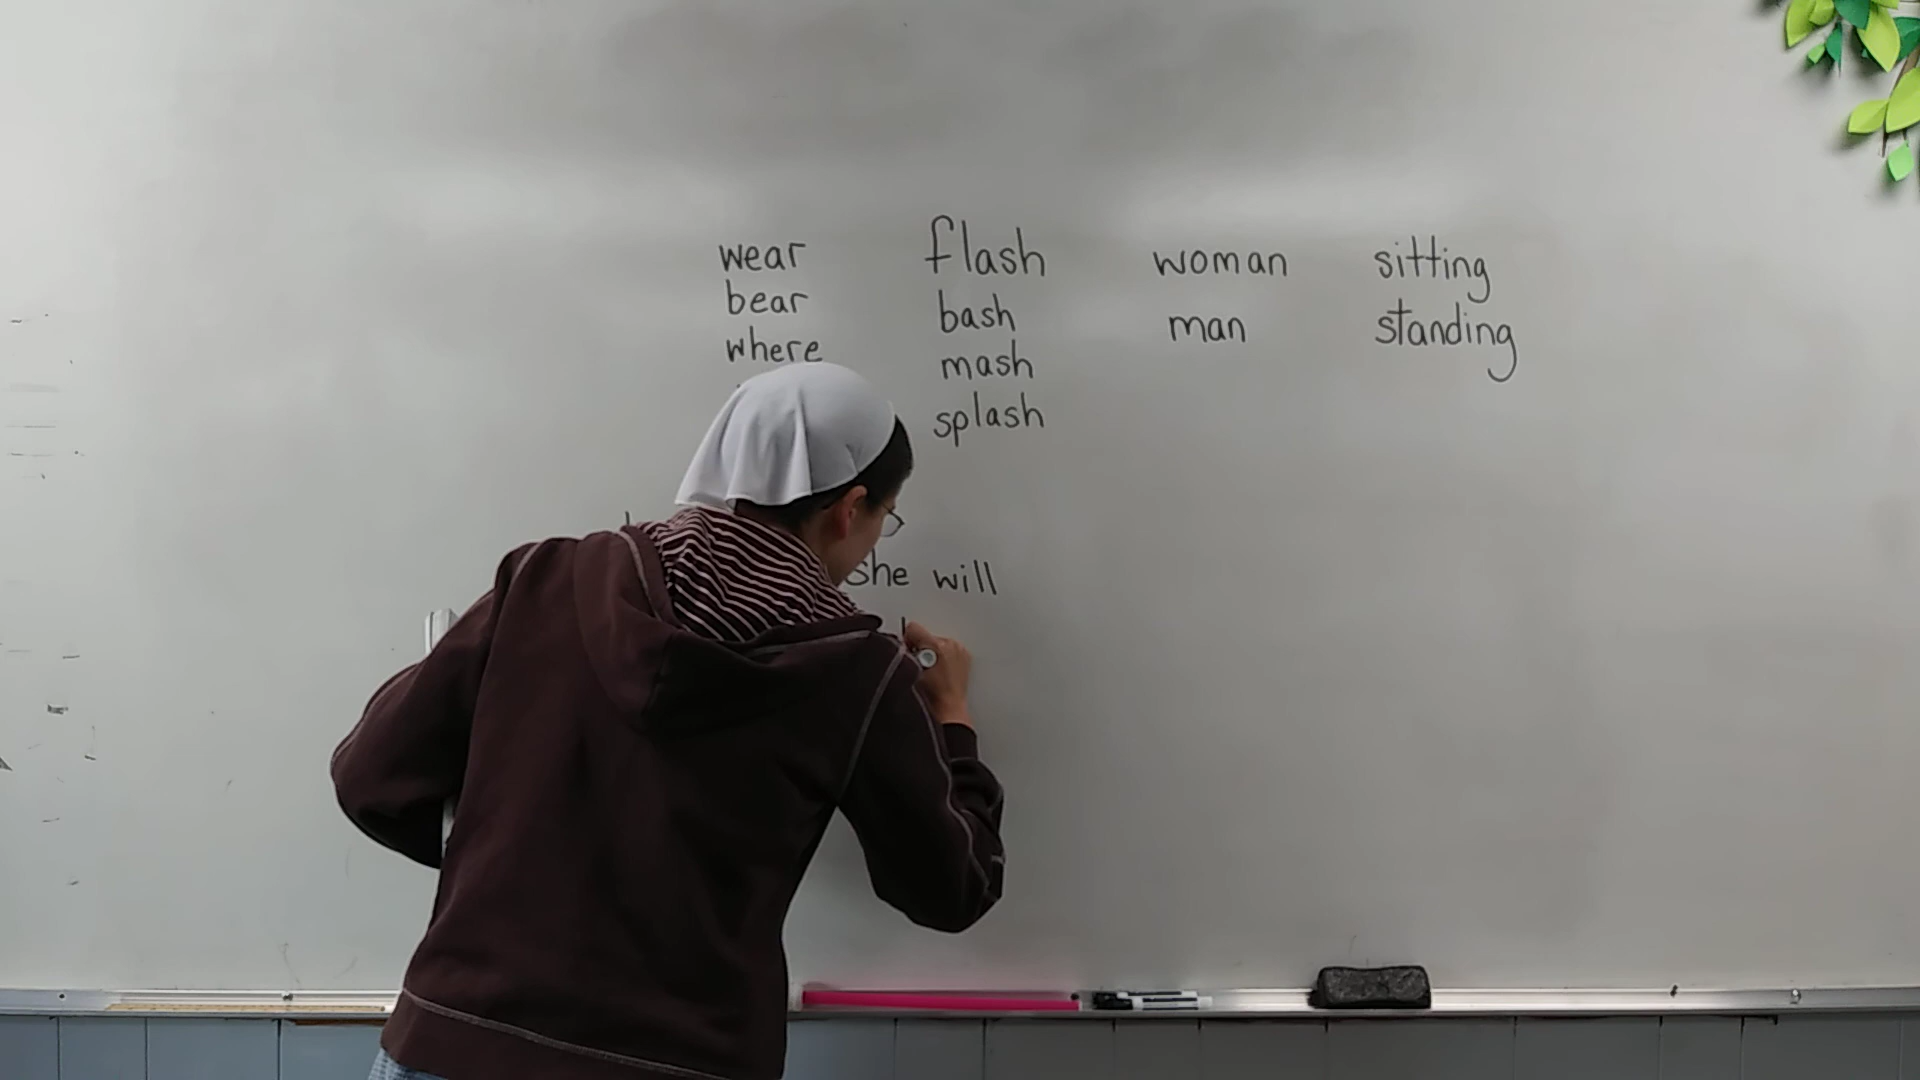 wear flash woman sitting
bear bash man standing
where mash
splash
she will